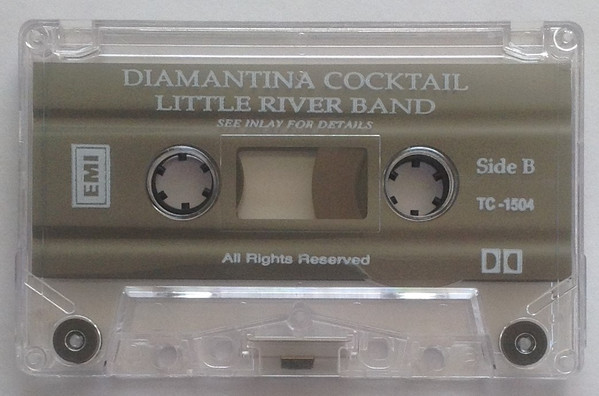 DIAMANTINA COCKTAIL
LITTLE RIVER BAND
SEE INLAY FOR DETAILS
EMI
Side B
TC-1504
All Rights Reserved